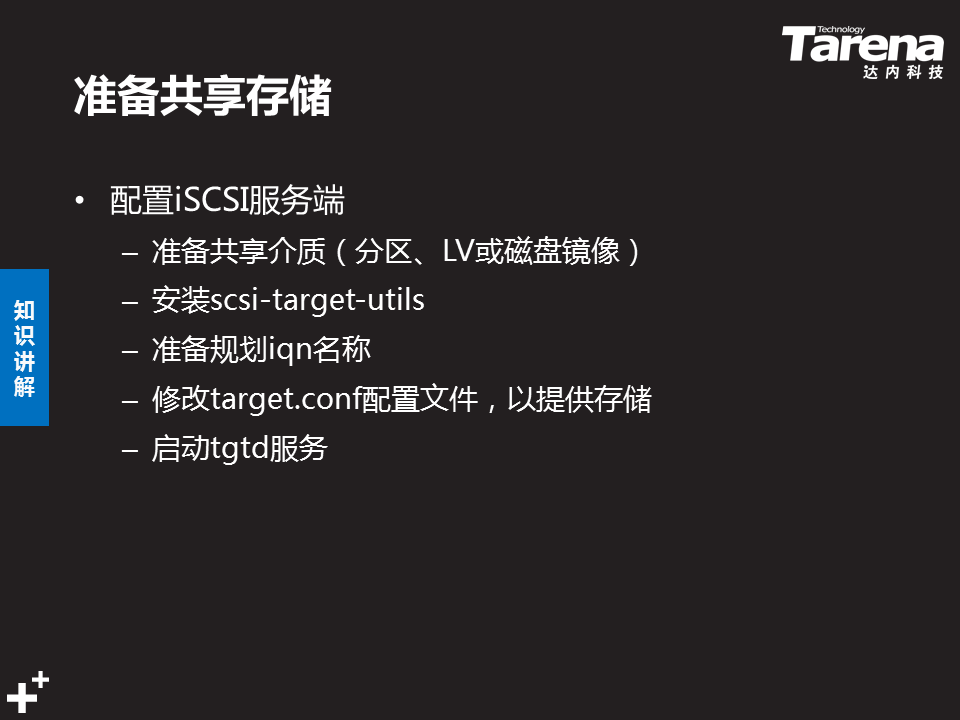 Technology
Tarena
达内科技
准备共享存储
• 配置iSCSI服务端
– 准备共享介质（分区、LV或磁盘镜像）
– 安装scsi-target-utils
– 准备规划iqn名称
– 修改target.conf配置文件，以提供存储
– 启动tgtd服务
知识讲解